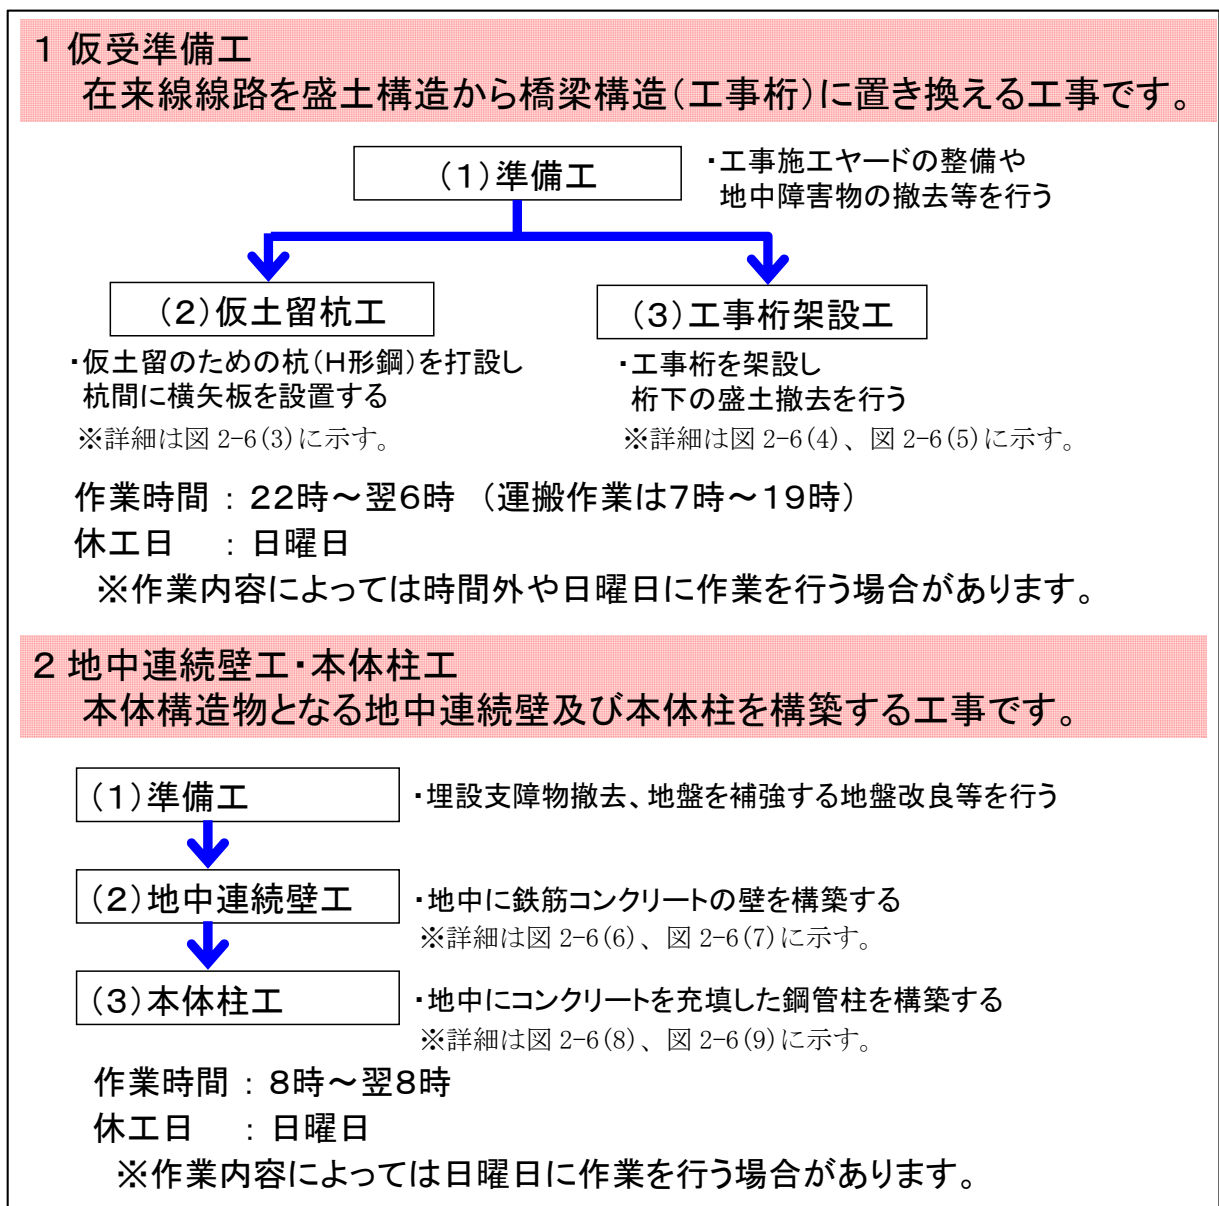 1 仮受準備工
在来線線路を盛土構造から橋梁構造(工事桁)に置き換える工事です。
(1)準備工
・工事施工ヤードの整備や
地中障害物の撤去等を行う
(2)仮土留杭工
・仮土留のための杭(H形鋼)を打設し
杭間に横矢板を設置する
※詳細は図 2-6(3)に示す。
(3)工事桁架設工
・工事桁を架設し
桁下の盛土撤去を行う
※詳細は図 2-6(4)、図 2-6(5)に示す。
作業時間 : 22時~翌6時 (運搬作業は7時~19時)
休工日 : 日曜日
※作業内容によっては時間外や日曜日に作業を行う場合があります。
2 地中連続壁工・本体柱工
本体構造物となる地中連続壁及び本体柱を構築する工事です。
(1)準備工
・埋設支障物撤去、地盤を補強する地盤改良等を行う
(2)地中連続壁工
・地中に鉄筋コンクリートの壁を構築する
※詳細は図 2-6(6)、図 2-6(7)に示す。
(3)本体柱工
・地中にコンクリートを充填した鋼管柱を構築する
※詳細は図 2-6(8)、図 2-6(9)に示す。
作業時間 : 8時~翌8時
休工日 : 日曜日
※作業内容によっては日曜日に作業を行う場合があります。